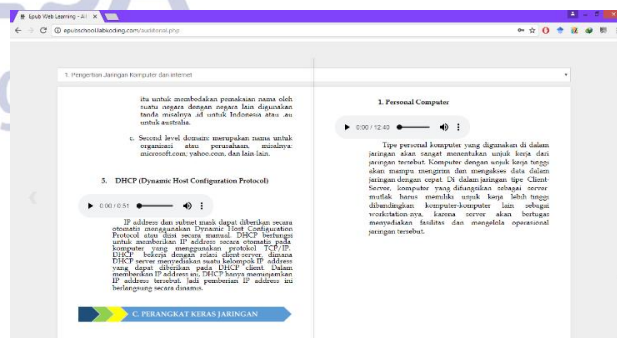 Epub Web Learning - A
epubschool.labkoding.com/auditorial.php
1. Pengertian Jaringan Komputer dan Internet
itu untuk membedakan pemakaian nama oleh
suatu negara dengan negara lain digunakan
tanda misalnya .id untuk Indonesia atau .au
untuk australia.
c. Second level domain: merupakan nama untuk
organisasi atau perusahaan, misalnya:
microsoft.com, yahoo.com, dan lain-lain.
5. DHCP (Dynamic Host Configuration Protocol)
0:00 / 0:51
IP address dan subnet mask dapat diberikan secara
otomatis menggunakan Dynamic Host Configuration
Protocol atau diisi secara manual. DHCP berfungsi
untuk memberikan IP address secara otomatis pada
komputer yang menggunakan protokol TCP/IP.
DHCP bekerja dengan relasi client-server, dimana
DHCP server menyediakan suatu kelompok IP address
yang dapat diberikan pada DHCP client. Dalam
memberikan IP address ini, DHCP hanya meminjamkan
IP address tersebut. Jadi pemberian IP address ini
berlangsung secara dinamis.
C. PERANGKAT KERAS JARINGAN
1. Personal Computer
0:00 / 12:43
Tipe personal komputer yang digunakan di dalam
jaringan akan sangat menentukan unjuk kerja dari
jaringan tersebut. Komputer dengan unjuk kerja tinggi
akan mampu mengirim dan mengakses data dalam
jaringan dengan cepat. Di dalam jaringan tipe Client-
Server, komputer yang difungsikan sebagai server
mutlak harus memiliki unjuk kerja lebih tinggi
dibandingkan komputer-komputer lain sebagai
workstation-nya, karena server akan bertugas
menyediakan fasilitas dan mengelola operasional
jaringan tersebut.